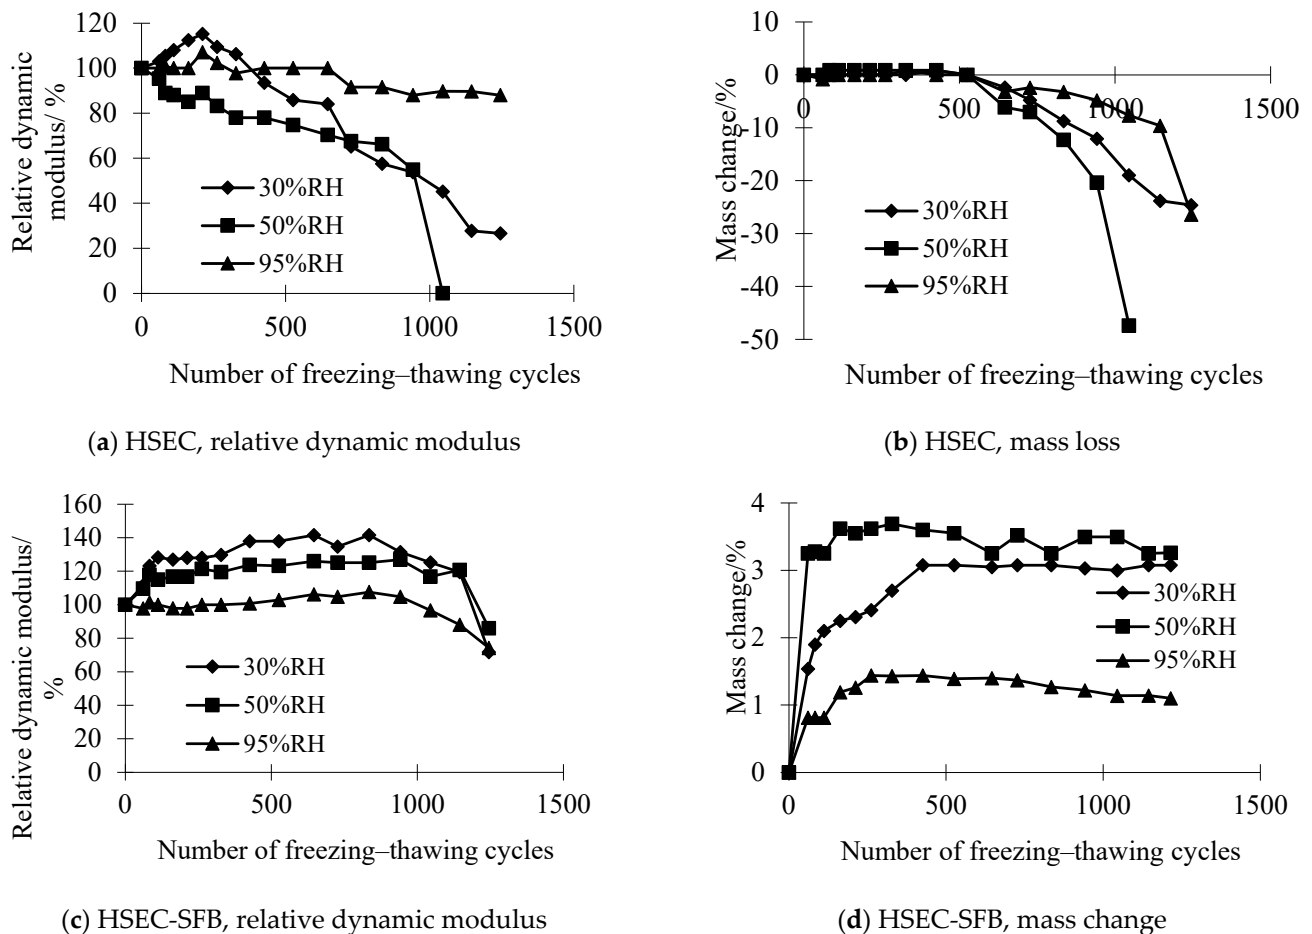 120
100
80
60
40
20
0
Relative dynamic
modulus/ %
30%RH
50%RH
95%RH
0 500 1000 1500
Number of freezing–thawing cycles
(a) HSEC, relative dynamic modulus
10
0
-10
-20
-30
-40
-50
Mass change/%
500 1000 1500
30%RH
50%RH
95%RH
Number of freezing–thawing cycles
(b) HSEC, mass loss
160
140
120
100
80
60
40
20
0
Relative dynamic modulus/
%
30%RH
50%RH
95%RH
0 500 1000 1500
Number of freezing–thawing cycles
(c) HSEC-SFB, relative dynamic modulus
4
3
2
1
0
Mass change/%
30%RH
50%RH
95%RH
0 500 1000 1500
Number of freezing–thawing cycles
(d) HSEC-SFB, mass change